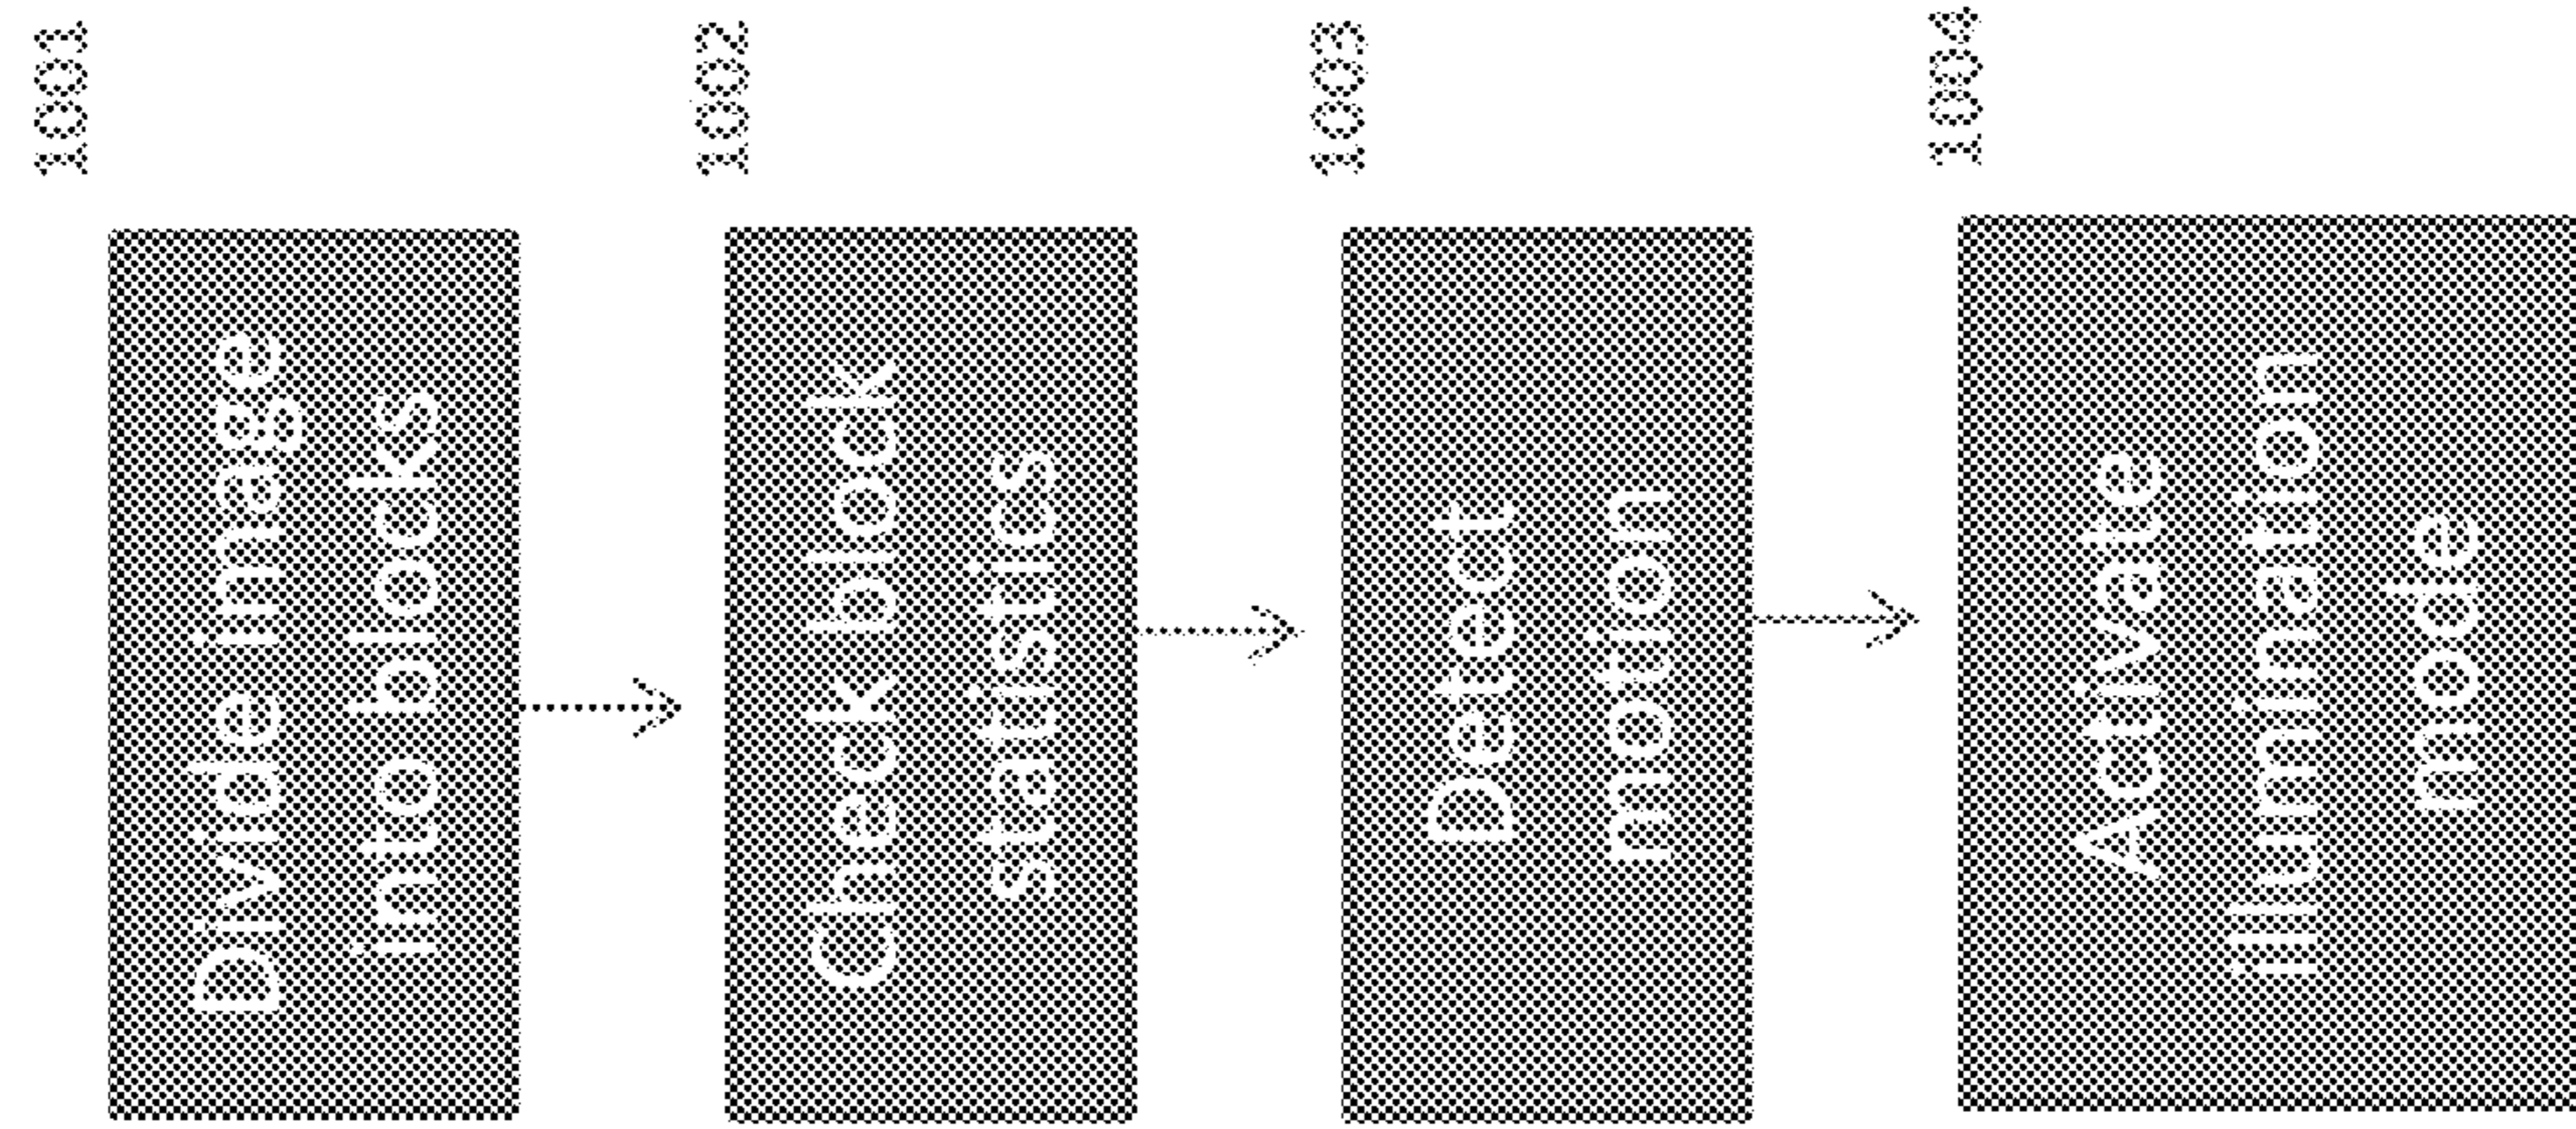 1001
Divide image
into blocks
1002
Check block
statistics
1003
Detect
motion
1004
Activate
illumination
mode